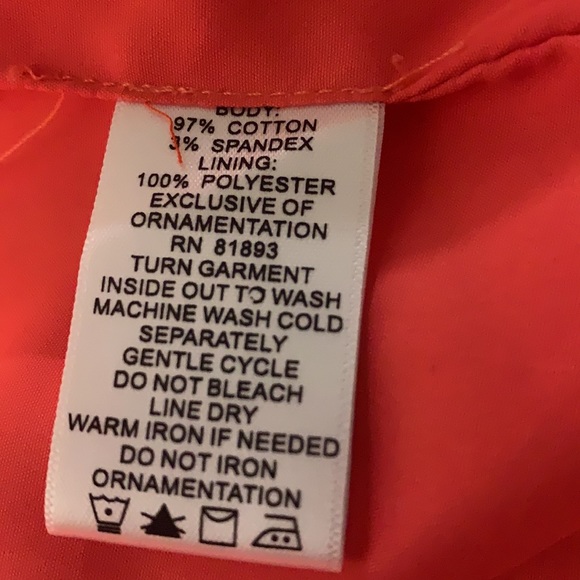 BODY:
97% COTTON
3% SPANDEX
LINING:
100% POLYESTER
EXCLUSIVE OF
ORNAMENTATION
RN 81893
TURN GARMENT
INSIDE OUT TO WASH
MACHINE WASH COLD
SEPARATELY
GENTLE CYCLE
DO NOT BLEACH
LINE DRY
WARM IRON IF NEEDED
DO NOT IRON
ORNAMENTATION